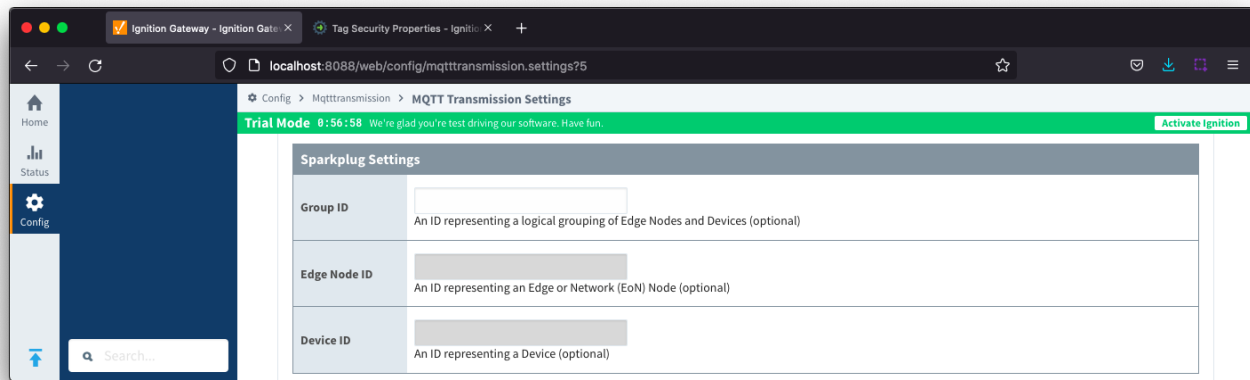 Ignition Gateway - Ignition Gate
Tag Security Properties - Ignitio
localhost:8088/web/config/mqtttransmission.settings?5
Config > Mqtttransmission > MQTT Transmission Settings
Home
Trial Mode 0:56:58 We're glad you're test driving our software. Have fun.
Activate Ignition
Status
Config
Sparkplug Settings
Group ID
An ID representing a logical grouping of Edge Nodes and Devices (optional)
Edge Node ID
An ID representing an Edge or Network (EoN) Node (optional)
Device ID
An ID representing a Device (optional)
Search...